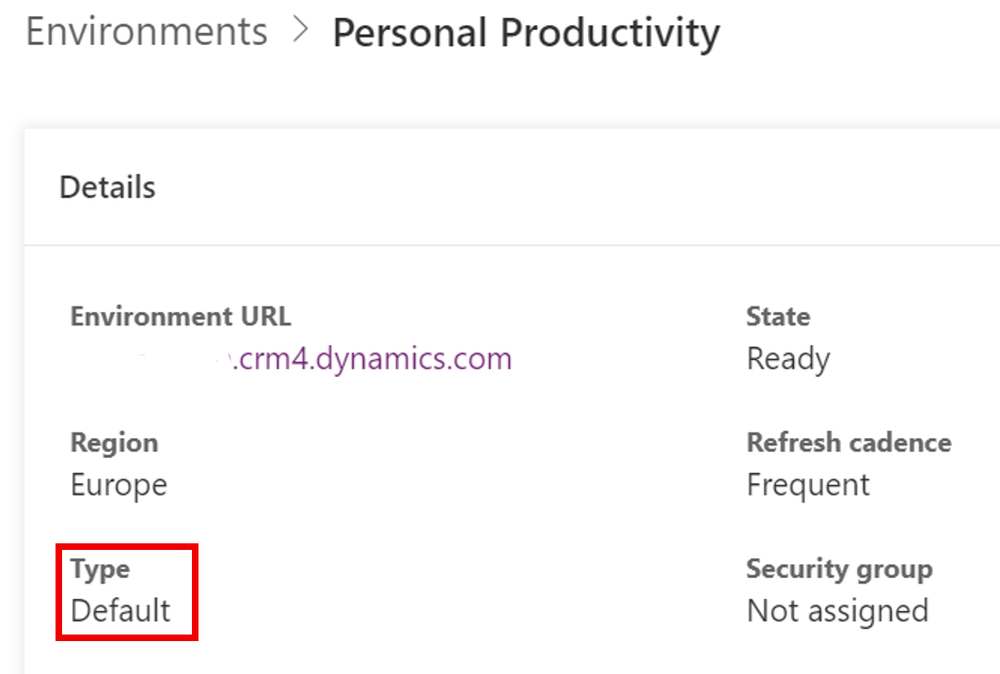 Environments > Personal Productivity
Details
Environment URL
.crm4.dynamics.com
State
Ready
Region
Europe
Refresh cadence
Frequent
Type
Default
Security group
Not assigned